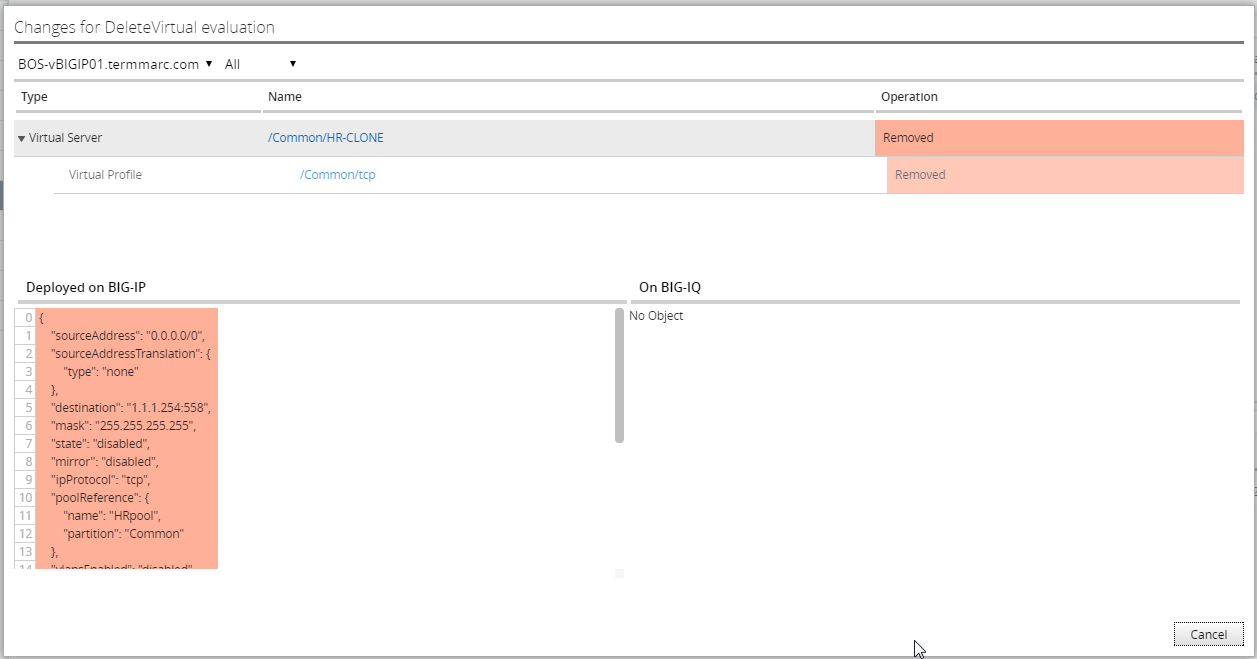 Changes for DeleteVirtual evaluation
BOS-vBIGIP01.termmarc.com ▼ All ▼
Type Name Operation
Virtual Server /Common/HR-CLONE Removed
Virtual Profile /Common/tcp Removed
Deployed on BIG-IP On BIG-IQ
0 { No Object
1 "sourceAddress": "0.0.0.0/0",
2 "sourceAddressTranslation": {
3 "type": "none"
4 },
5 "destination": "1.1.1.254:558",
6 "mask": "255.255.255.255",
7 "state": "disabled",
8 "mirror": "disabled",
9 "ipProtocol": "tcp",
10 "poolReference": {
11 "name": "HRpool",
12 "partition": "Common"
13 },
14 "vlansEnabled": "disabled"
Cancel